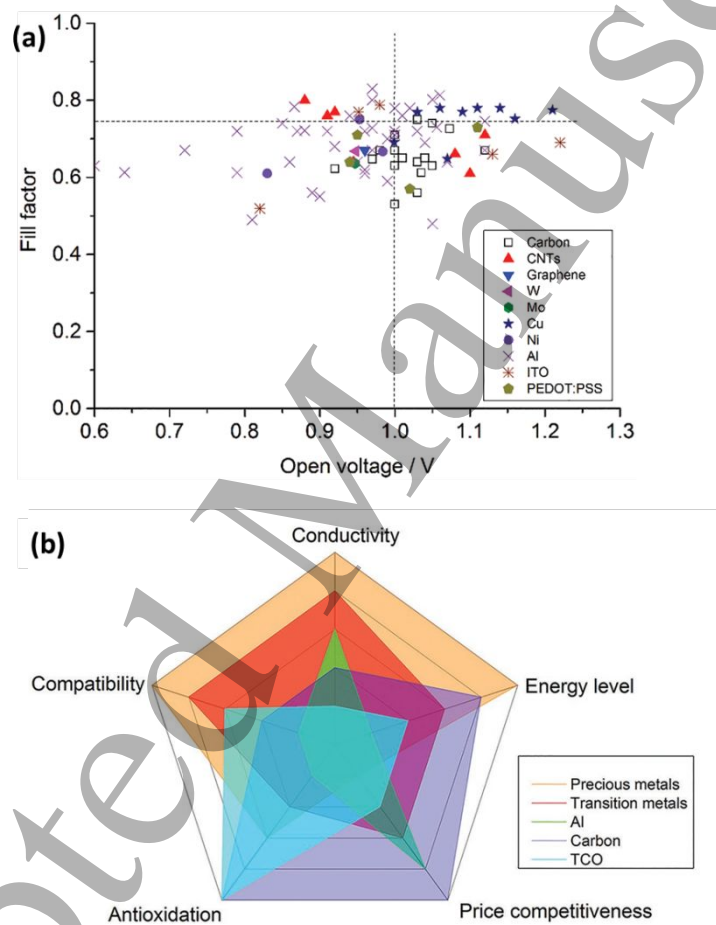 (a)
1.0
0.8
0.6
0.4
0.2
0.0
Fill factor
Carbon
CNTs
Graphene
W
Mo
Cu
Ni
Al
ITO
PEDOT:PSS
0.6 0.7 0.8 0.9 1.0 1.1 1.2 1.3
Open voltage / V
(b)
Conductivity
Compatibility
Energy level
Precious metals
Transition metals
Al
Carbon
TCO
Antioxidation
Price competitiveness